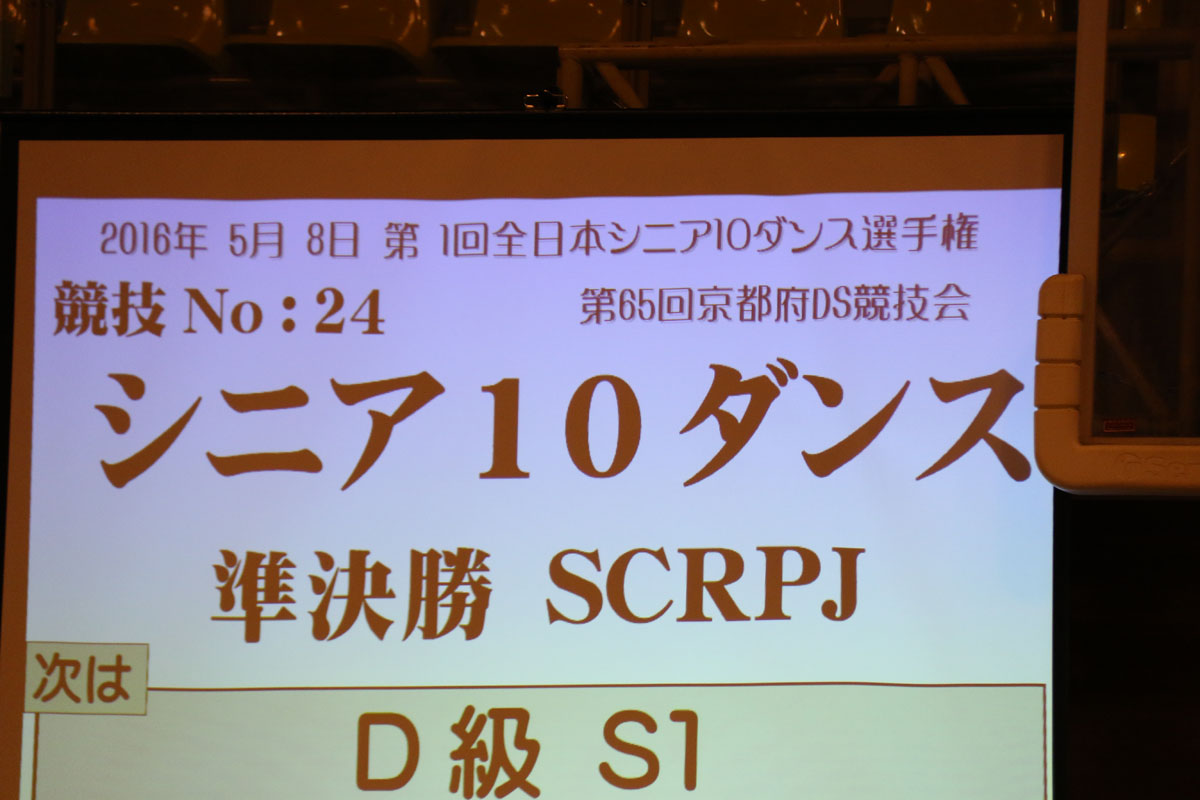 2016年 5月 8日 第 1回全日本シニア10ダンス選手権
競技 No : 24
第65回京都府DS競技会
シニア10ダンス
準決勝 SCRPJ
次は
D級 S1